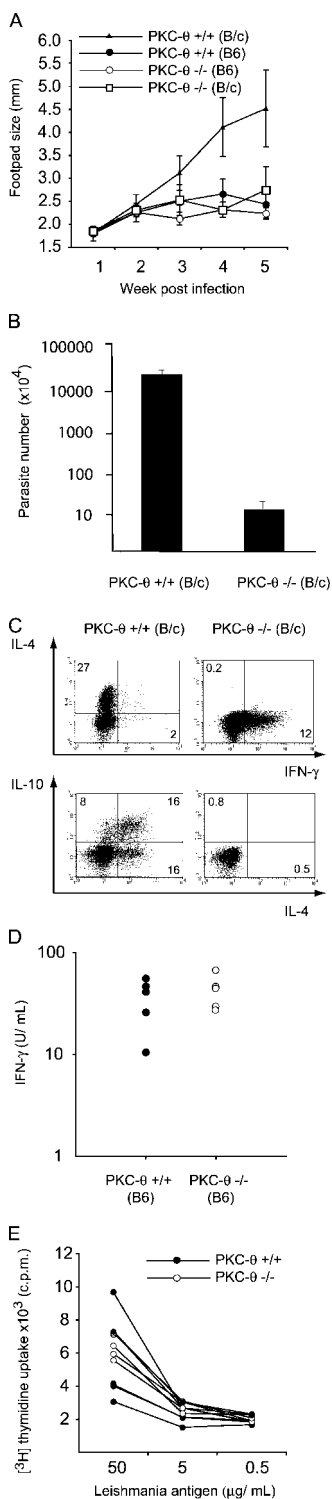 A
PKC-θ +/+ (B/c)
PKC-θ +/+ (B6)
PKC-θ -/- (B6)
PKC-θ -/- (B/c)
Footpad size (mm)
6.0
5.5
5.0
4.5
4.0
3.5
3.0
2.5
2.0
1.5
1 2 3 4 5
Week post infection
B
Parasite number (x10⁴)
100000
10000
1000
100
10
PKC-θ +/+ (B/c) PKC-θ -/- (B/c)
C
PKC-θ +/+ (B/c) PKC-θ -/- (B/c)
IL-4
27
2
0.2
12
IFN-γ
IL-10
8 16
16
0.8
0.5
IL-4
D
IFN-γ (U/ mL)
100
10
1
PKC-θ +/+ PKC-θ -/-
(B6) (B6)
E
PKC-θ +/+
PKC-θ -/-
[³H] thymidine uptake x10³ (c.p.m.)
12
10
8
6
4
2
50 5 0.5
Leishmania antigen (μg/ mL)